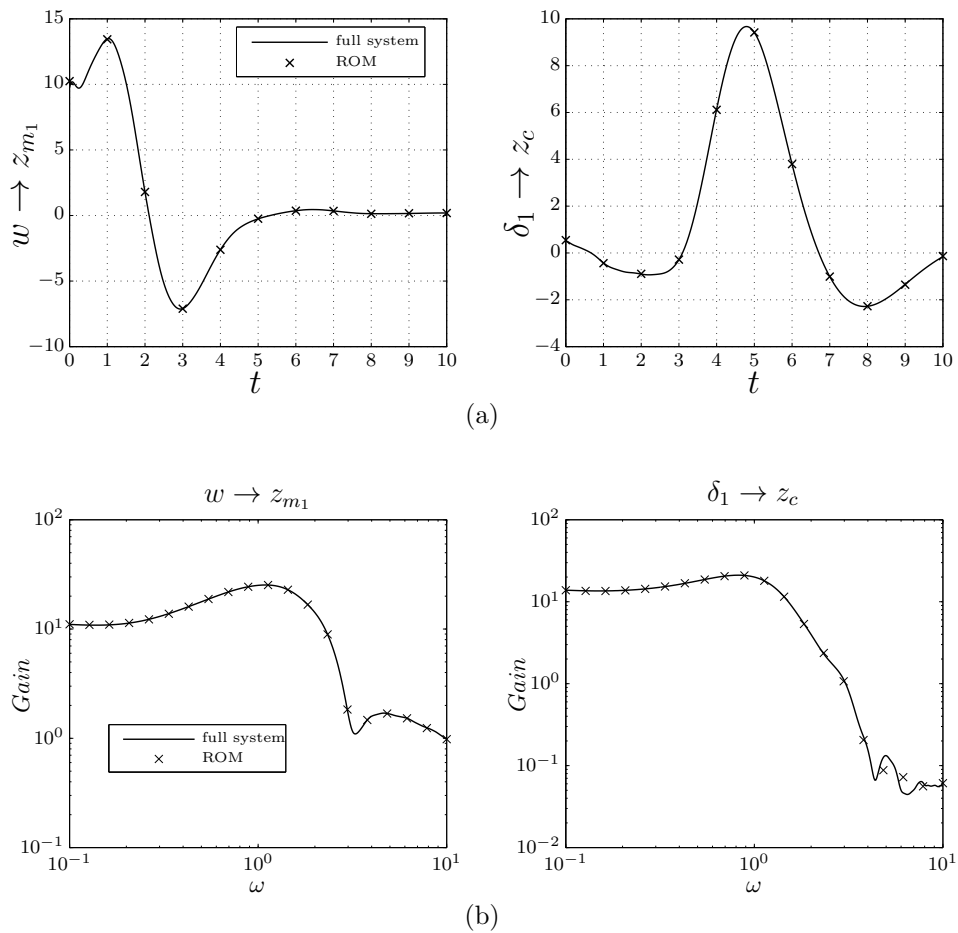 15
10
5
0
−5
−10
w → z_{m_1}
full system
ROM
0 1 2 3 4 5 6 7 8 9 10
t
10
8
6
4
2
0
−2
−4
δ_1 → z_c
0 1 2 3 4 5 6 7 8 9 10
t
(a)
w → z_{m_1}
10^2
10^1
10^0
10^{-1}
Gain
full system
ROM
10^{-1} 10^0 10^1
ω
δ_1 → z_c
10^2
10^1
10^0
10^{-1}
10^{-2}
Gain
10^{-1} 10^0 10^1
ω
(b)